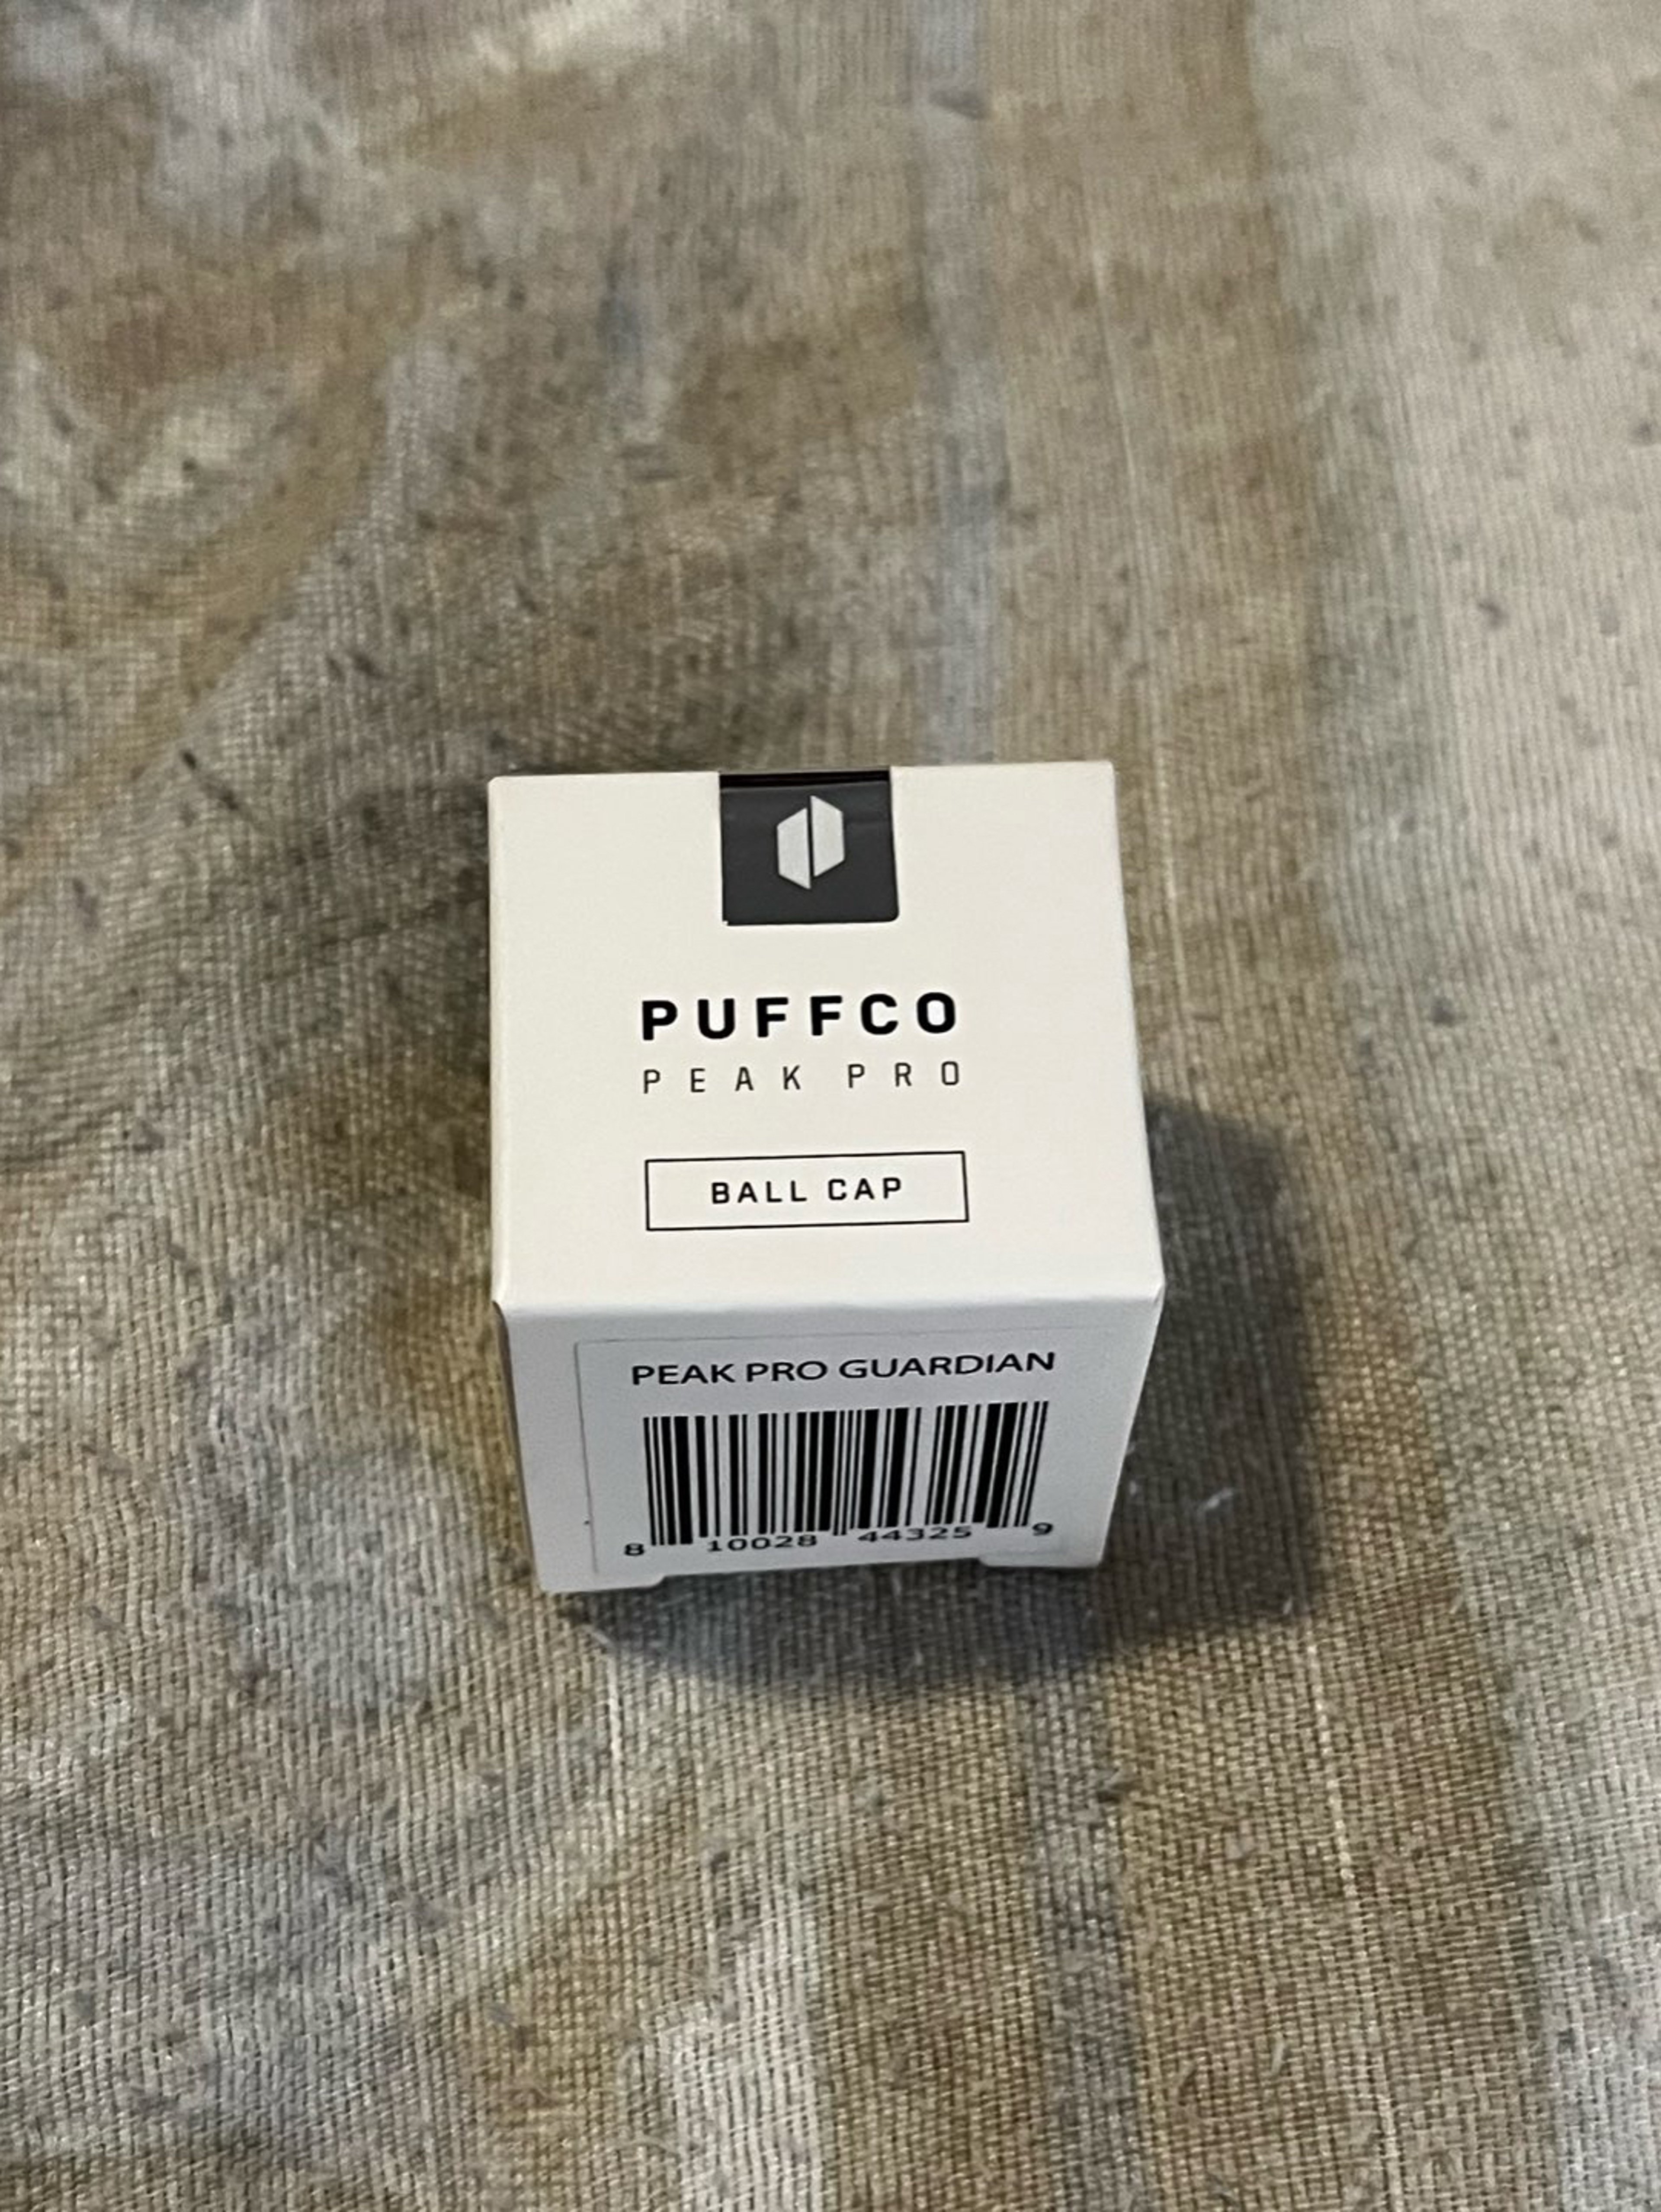 PUFFCO
PEAK PRO
BALL CAP
PEAK PRO GUARDIAN
8 10028 44325 9